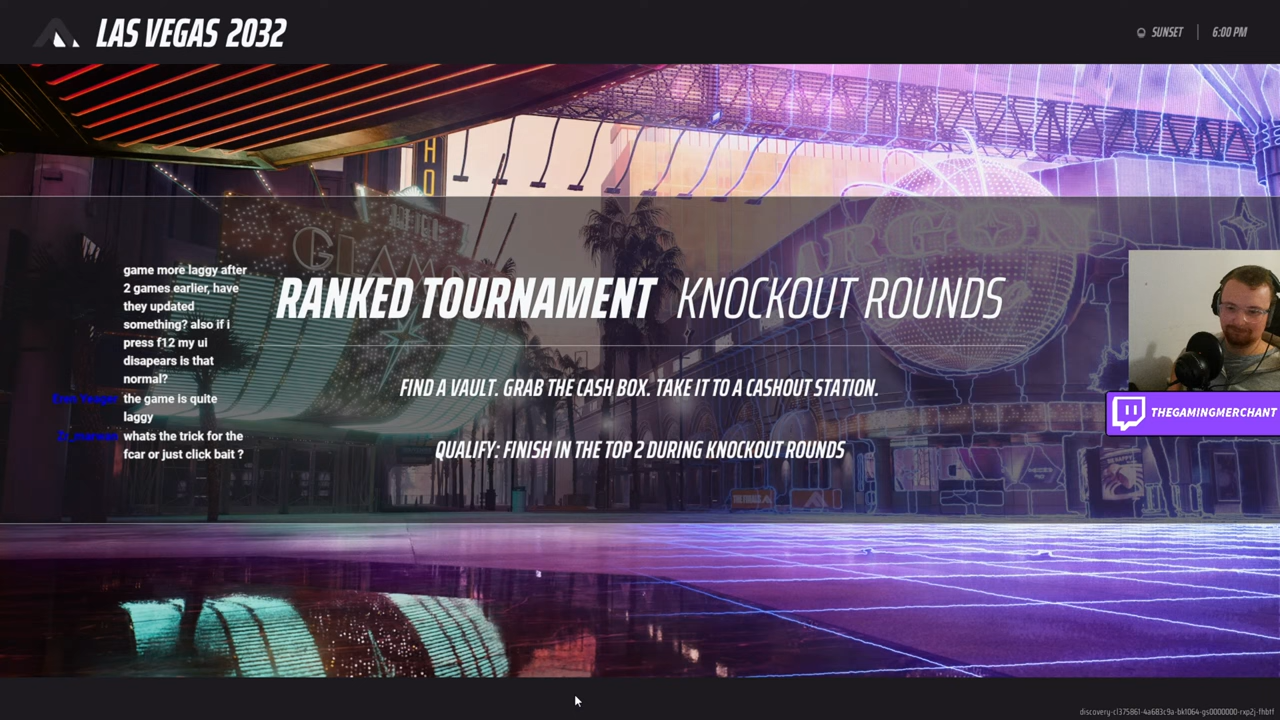 LAS VEGAS 2032
SUNSET
6:00 PM
HO
GLAM
ARGON
RANKED TOURNAMENT KNOCKOUT ROUNDS
FIND A VAULT. GRAB THE CASH BOX. TAKE IT TO A CASHOUT STATION.
QUALIFY: FINISH IN THE TOP 2 DURING KNOCKOUT ROUNDS
game more laggy after
2 games earlier, have
they updated
something? also if i
press f12 my ui
disapears is that
normal?
the game is quite
laggy
whats the trick for the
fcar or just click bait ?
THEGAMINGMERCHANT